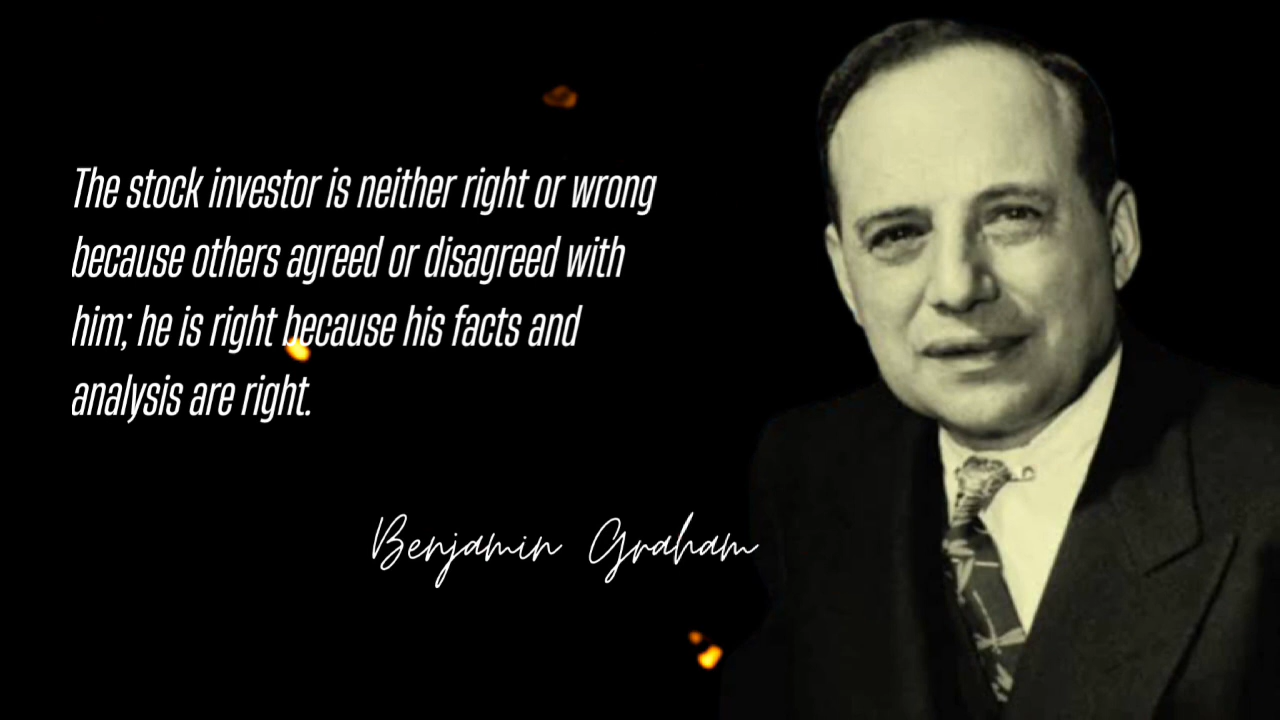 The stock investor is neither right or wrong
because others agreed or disagreed with
him; he is right because his facts and
analysis are right.
Benjamin Graham